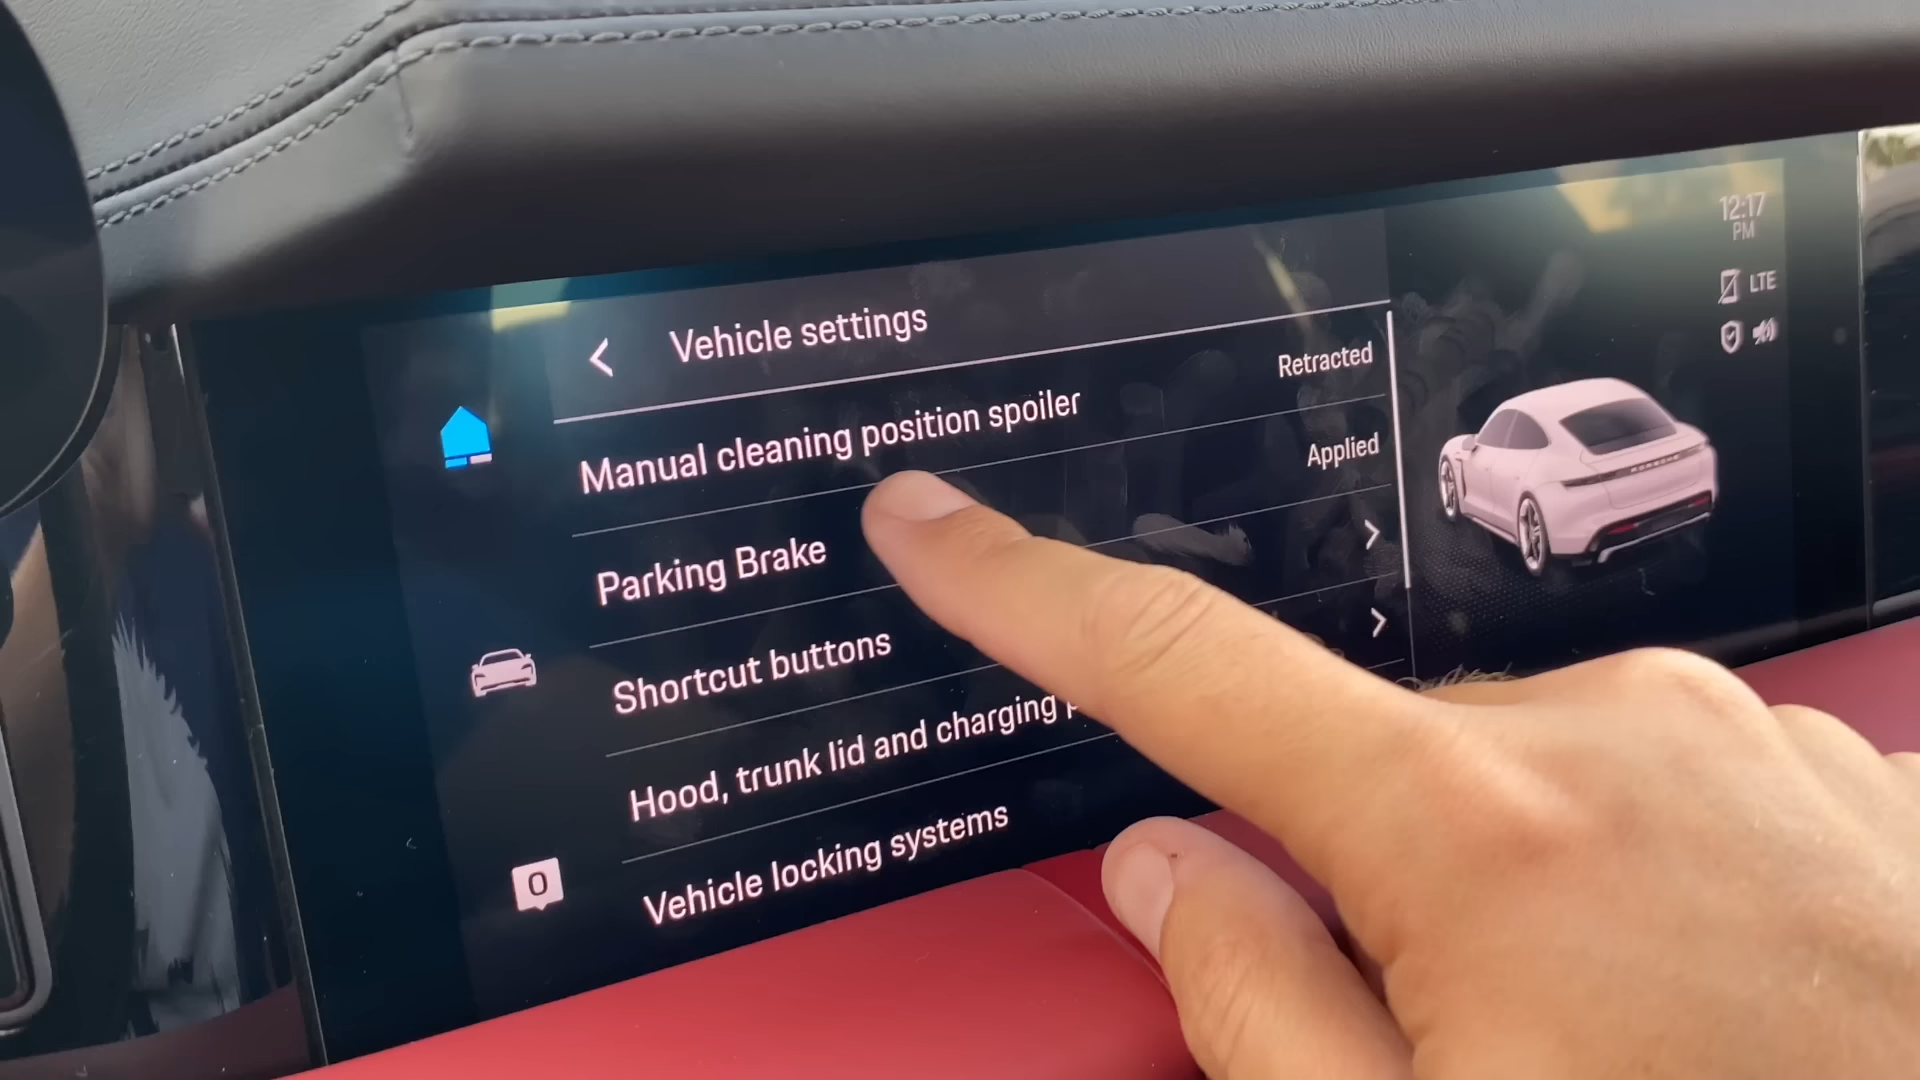 12:17
PM
LTE
Vehicle settings
Manual cleaning position spoiler Retracted
Parking Brake Applied
Shortcut buttons
Hood, trunk lid and charging
Vehicle locking systems
0
PORSCHE